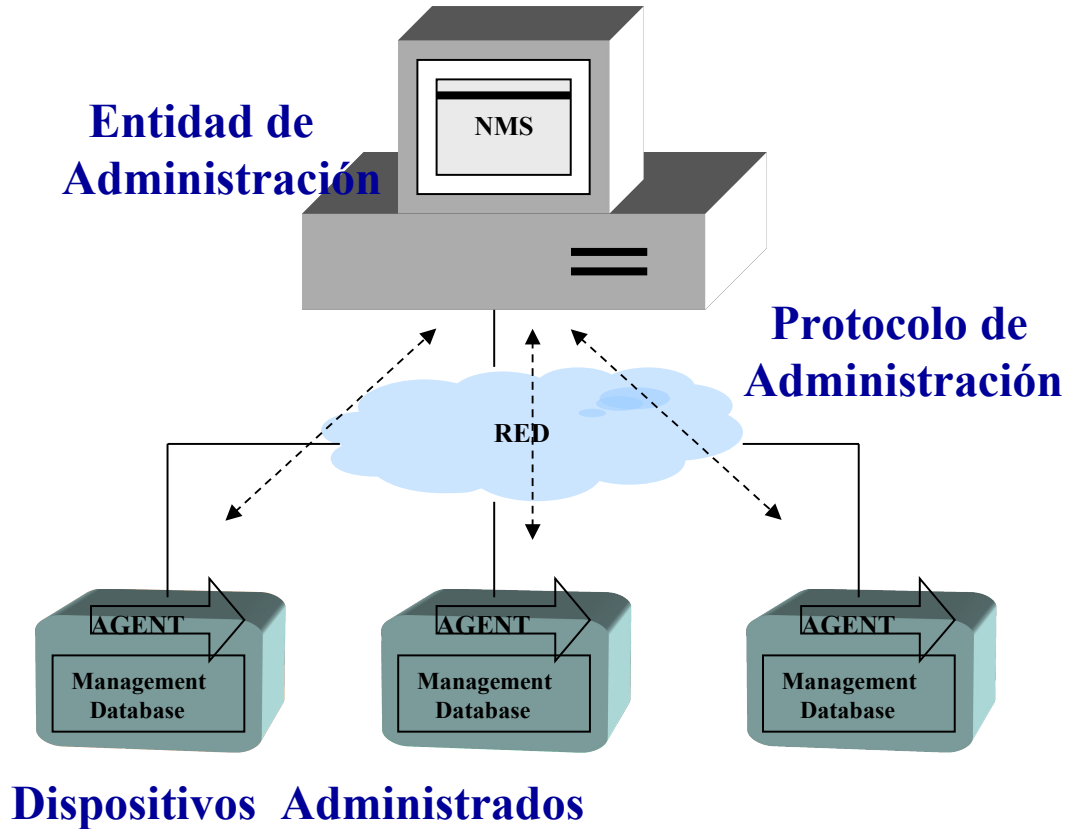 NMS
Entidad de
Administración
Protocolo de
Administración
RED
AGENT
Management
Database
AGENT
Management
Database
AGENT
Management
Database
Dispositivos Administrados